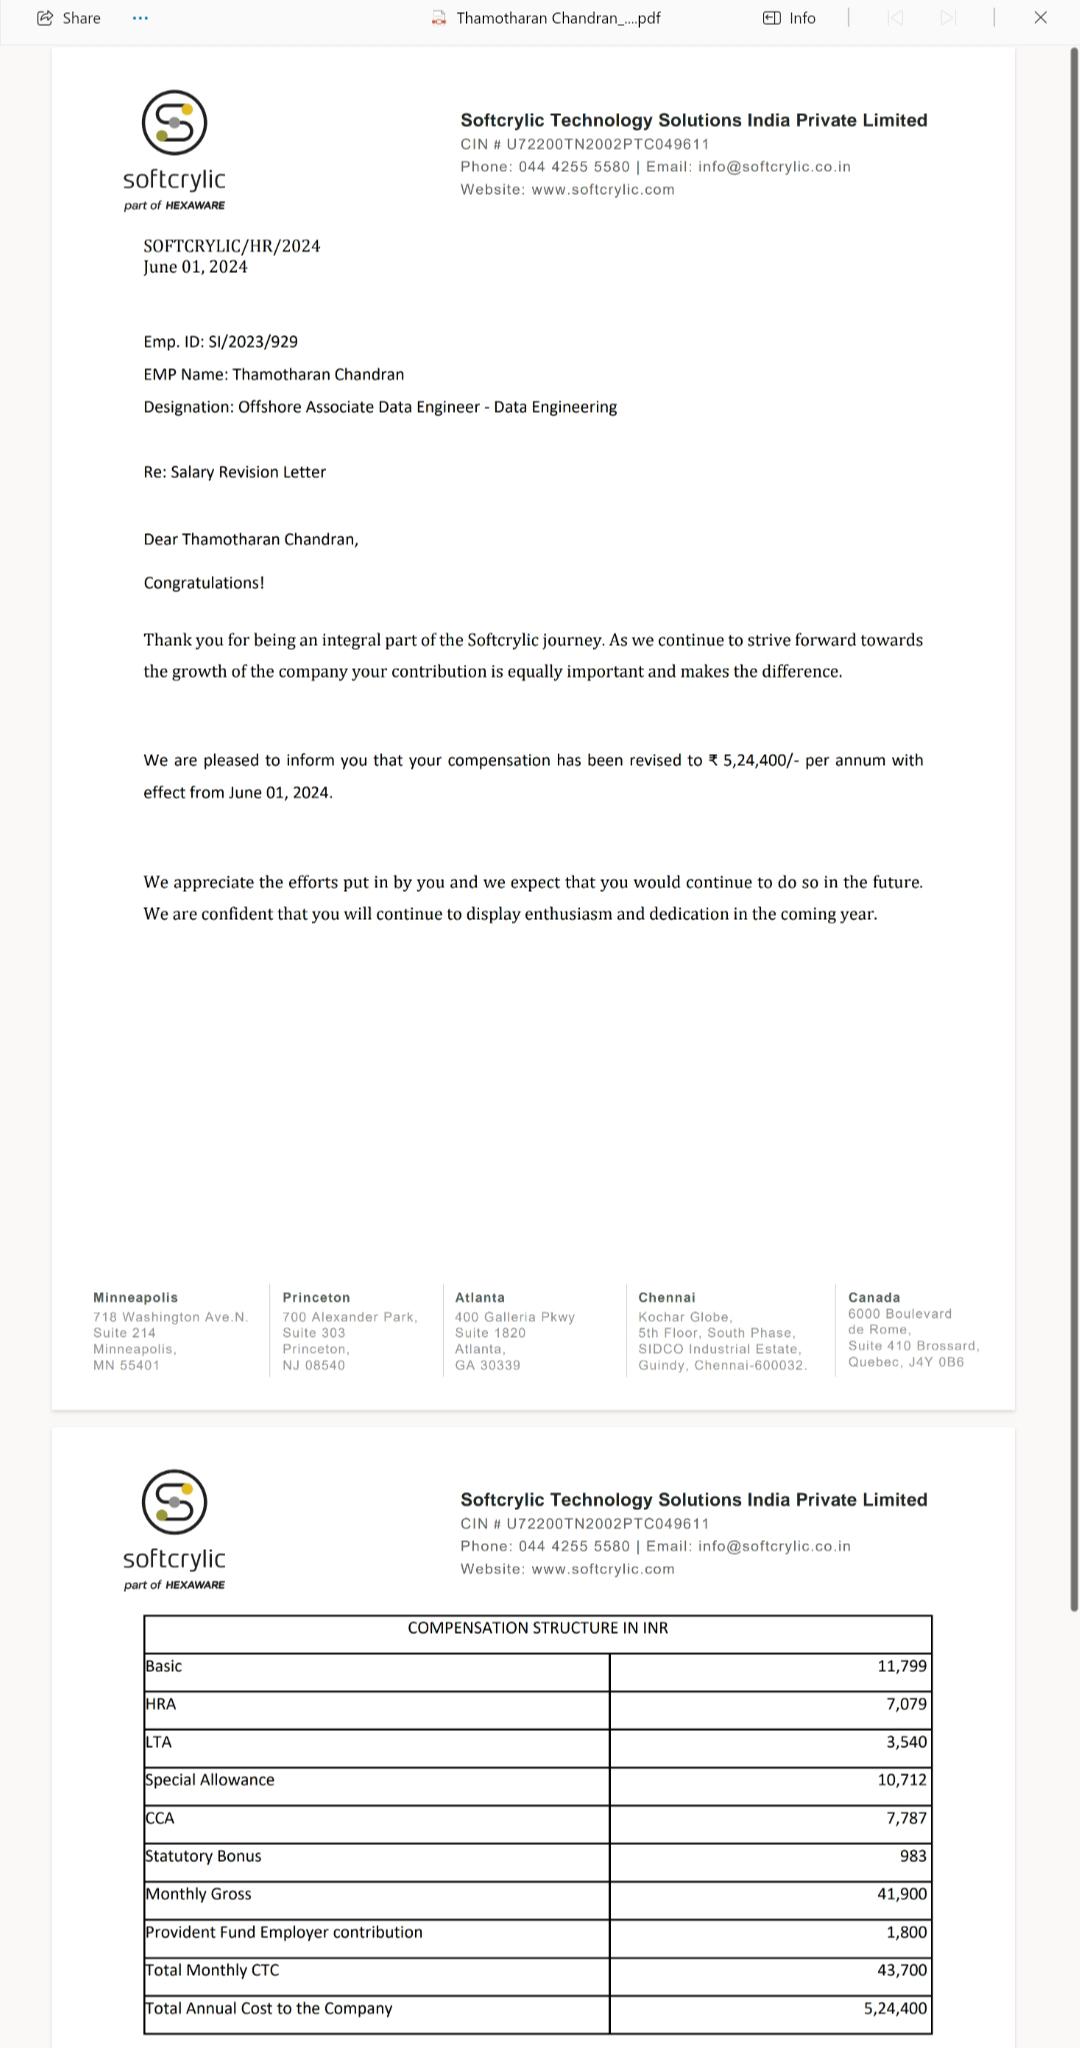 Share ... Thamotharan Chandran_....pdf Info
softcrylic
part of HEXAWARE
Softcrylic Technology Solutions India Private Limited
CIN # U72200TN2002PTC049611
Phone: 044 4255 5580 | Email: info@softcrylic.co.in
Website: www.softcrylic.com
SOFTCRYLIC/HR/2024
June 01, 2024
Emp. ID: SI/2023/929
EMP Name: Thamotharan Chandran
Designation: Offshore Associate Data Engineer - Data Engineering
Re: Salary Revision Letter
Dear Thamotharan Chandran,
Congratulations!
Thank you for being an integral part of the Softcrylic journey. As we continue to strive forward towards
the growth of the company your contribution is equally important and makes the difference.
We are pleased to inform you that your compensation has been revised to ₹ 5,24,400/- per annum with
effect from June 01, 2024.
We appreciate the efforts put in by you and we expect that you would continue to do so in the future.
We are confident that you will continue to display enthusiasm and dedication in the coming year.
Minneapolis
718 Washington Ave.N.
Suite 214
Minneapolis,
MN 55401
Princeton
700 Alexander Park,
Suite 303
Princeton,
NJ 08540
Atlanta
400 Galleria Pkwy
Suite 1820
Atlanta,
GA 30339
Chennai
Kochar Globe,
5th Floor, South Phase,
SIDCO Industrial Estate,
Guindy, Chennai-600032.
Canada
6000 Boulevard
de Rome,
Suite 410 Brossard,
Quebec, J4Y 0B6
softcrylic
part of HEXAWARE
Softcrylic Technology Solutions India Private Limited
CIN # U72200TN2002PTC049611
Phone: 044 4255 5580 | Email: info@softcrylic.co.in
Website: www.softcrylic.com
COMPENSATION STRUCTURE IN INR
Basic 11,799
HRA 7,079
LTA 3,540
Special Allowance 10,712
CCA 7,787
Statutory Bonus 983
Monthly Gross 41,900
Provident Fund Employer contribution 1,800
Total Monthly CTC 43,700
Total Annual Cost to the Company 5,24,400